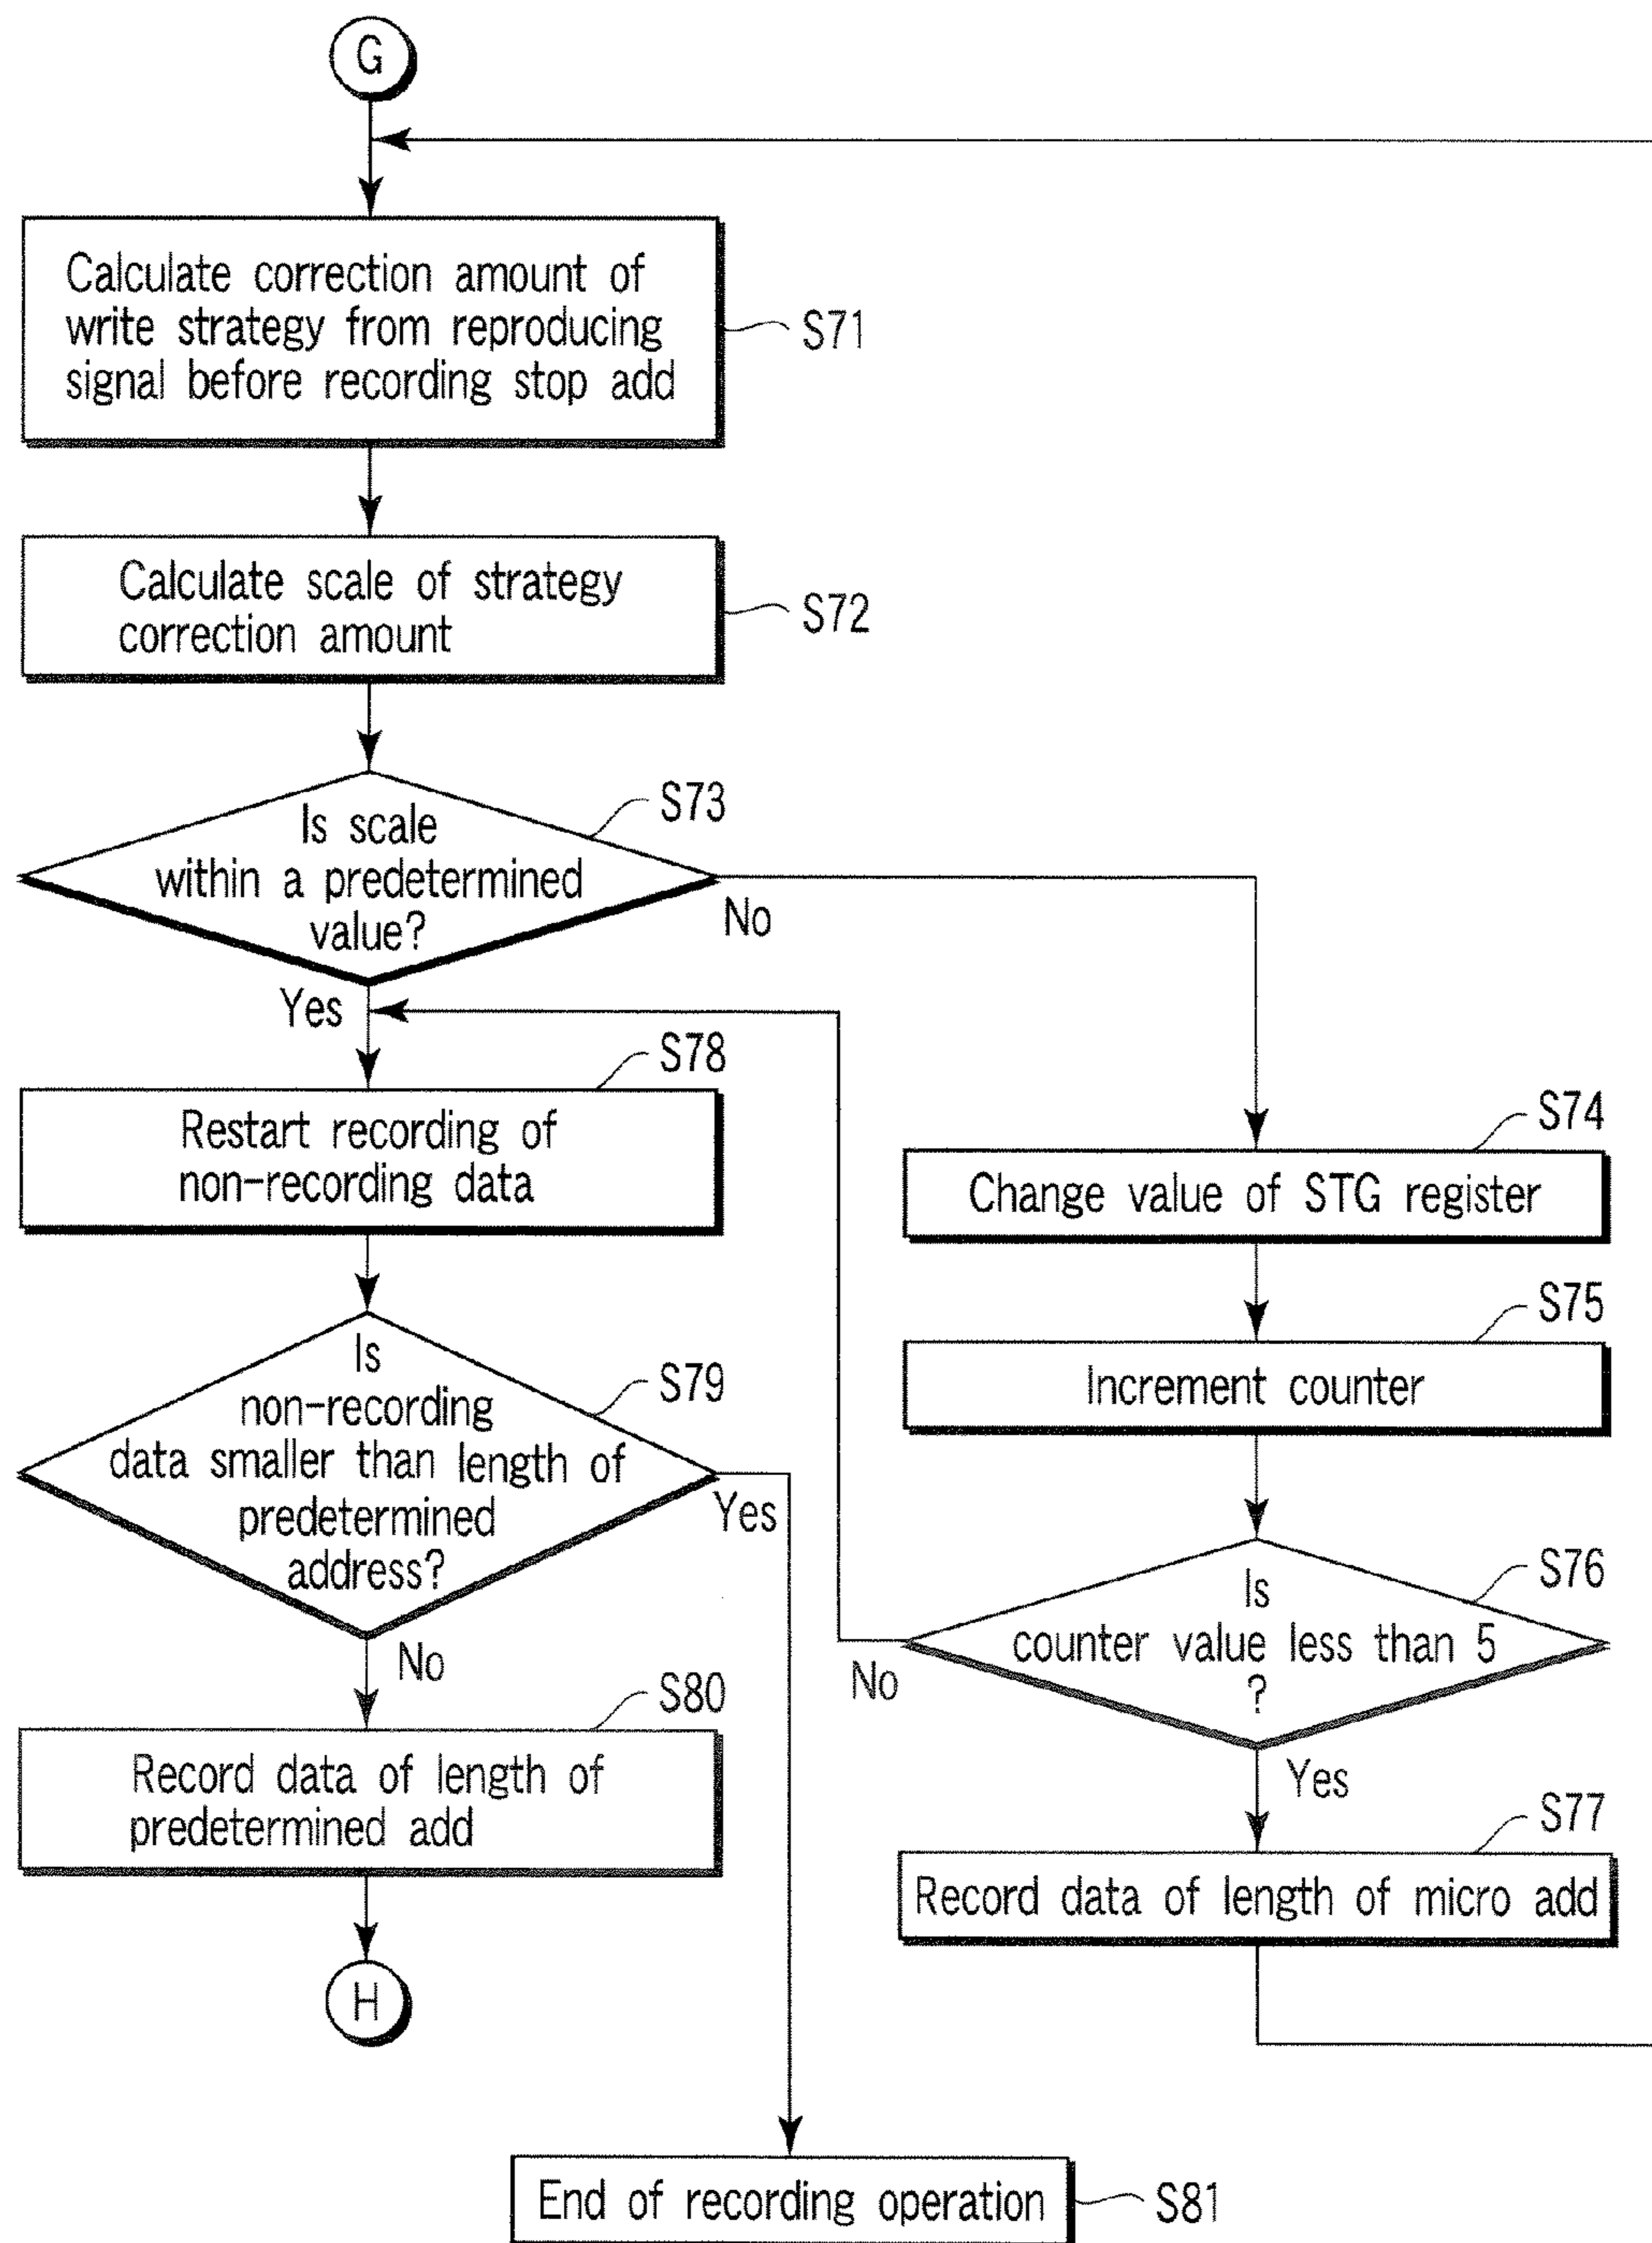 G
Calculate correction amount of
write strategy from reproducing
signal before recording stop add
S71
Calculate scale of strategy
correction amount
S72
Is scale
within a predetermined
value?
S73
No
Yes
S78
Restart recording of
non-recording data
S74
Change value of STG register
S75
Increment counter
Is
non-recording
data smaller than length of
predetermined
address?
S79
Yes
No
S76
Is
counter value less than 5
?
No
Yes
S80
Record data of length of
predetermined add
S77
Record data of length of micro add
H
End of recording operation
S81